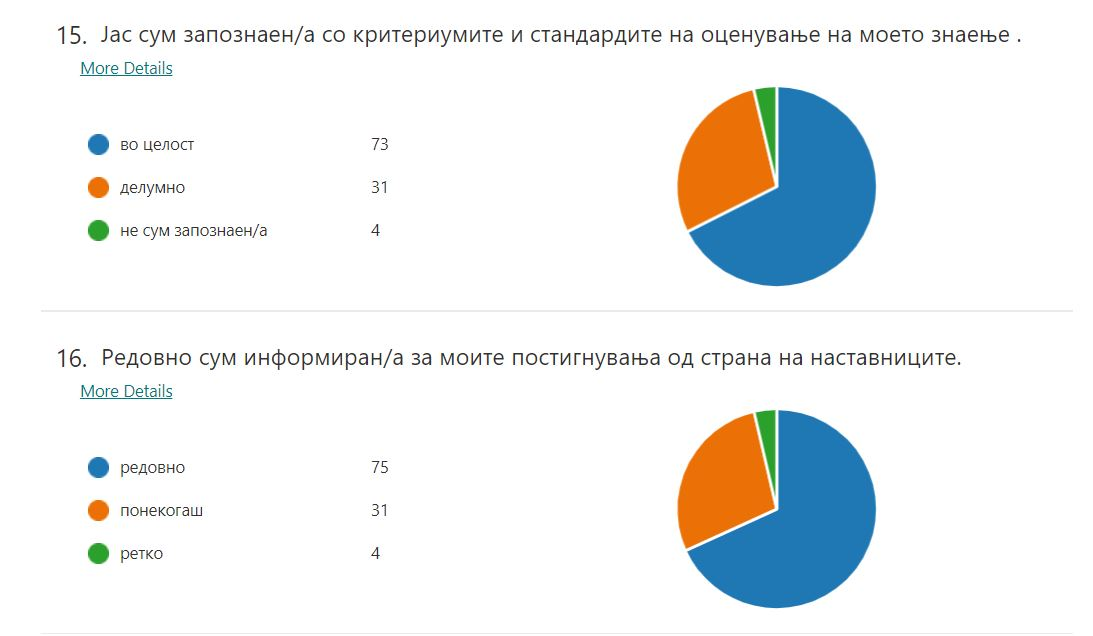 15. Јас сум запознаен/а со критериумите и стандардите на оценување на моето знаење .
More Details
во целост 73
делумно 31
не сум запознаен/а 4
16. Редовно сум информиран/а за моите постигнувања од страна на наставниците.
More Details
редовно 75
понекогаш 31
ретко 4